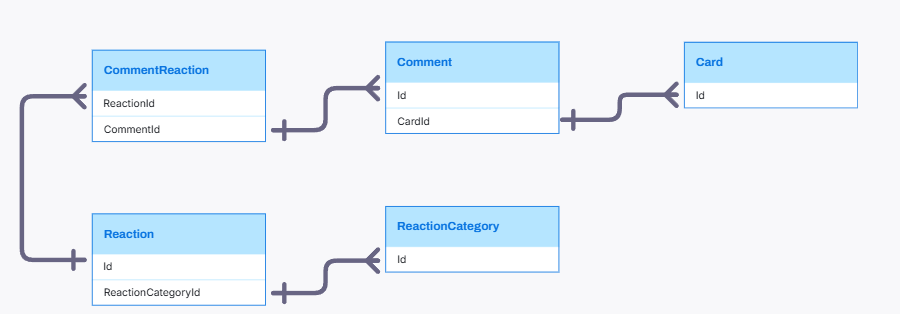 CommentReaction
ReactionId
CommentId
Comment
Id
CardId
Card
Id
Reaction
Id
ReactionCategoryId
ReactionCategory
Id